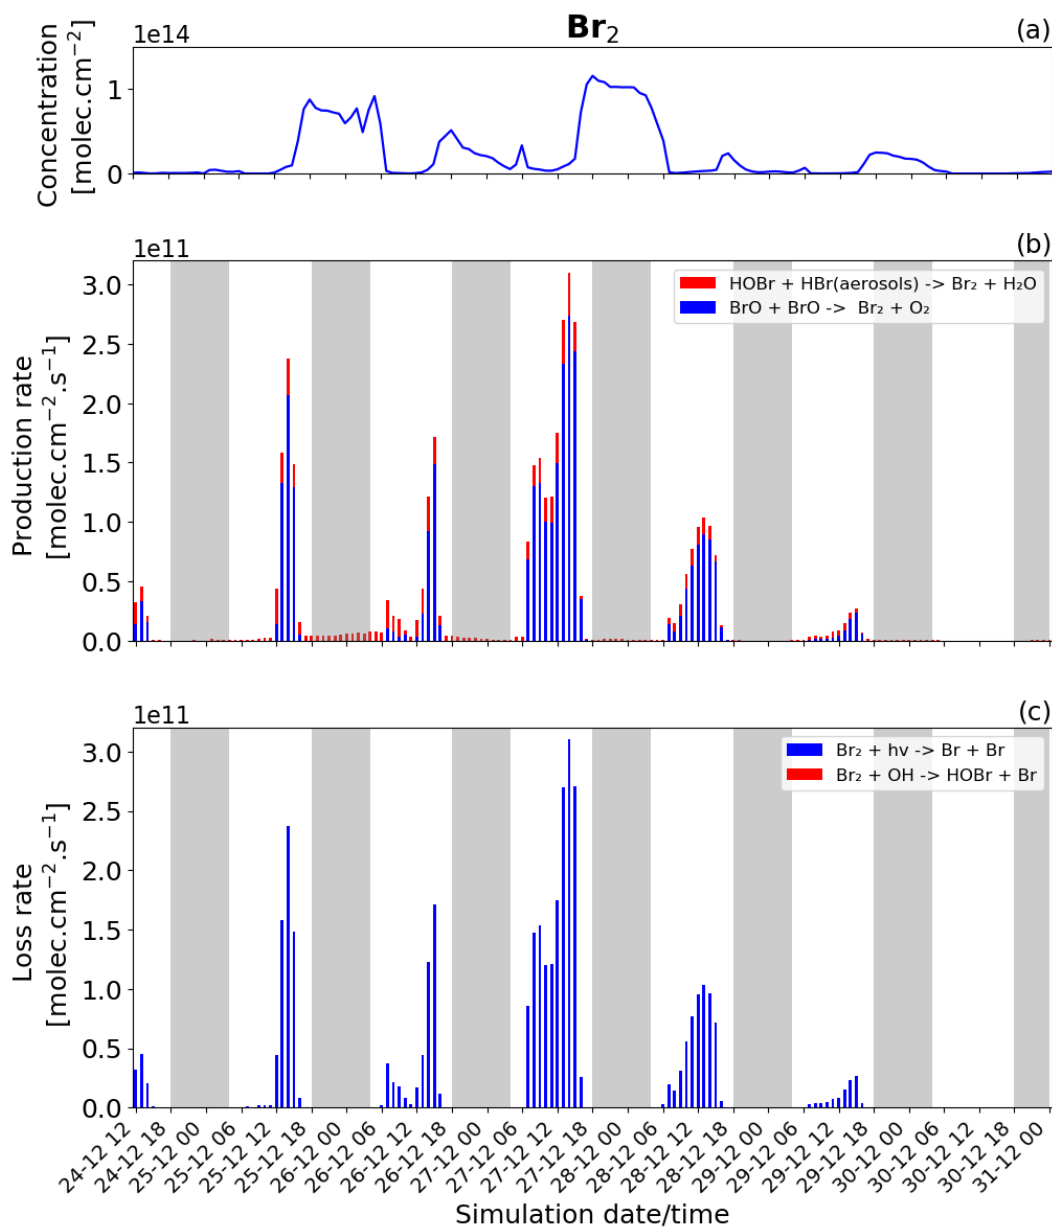 Br₂
(a)
1e14
Concentration
[molec.cm⁻²]
1
0
(b)
1e11
Production rate
[molec.cm⁻².s⁻¹]
3.0
2.5
2.0
1.5
1.0
0.5
0.0
HOBr + HBr(aerosols) -> Br₂ + H₂O
BrO + BrO -> Br₂ + O₂
(c)
1e11
Loss rate
[molec.cm⁻².s⁻¹]
3.0
2.5
2.0
1.5
1.0
0.5
0.0
Br₂ + hv -> Br + Br
Br₂ + OH -> HOBr + Br
24-12 12
24-12 18
25-12 00
25-12 06
25-12 12
25-12 18
26-12 00
26-12 06
26-12 12
26-12 18
27-12 00
27-12 06
27-12 12
27-12 18
28-12 00
28-12 06
28-12 12
28-12 18
29-12 00
29-12 06
29-12 12
29-12 18
30-12 00
30-12 06
30-12 12
30-12 18
31-12 00
Simulation date/time